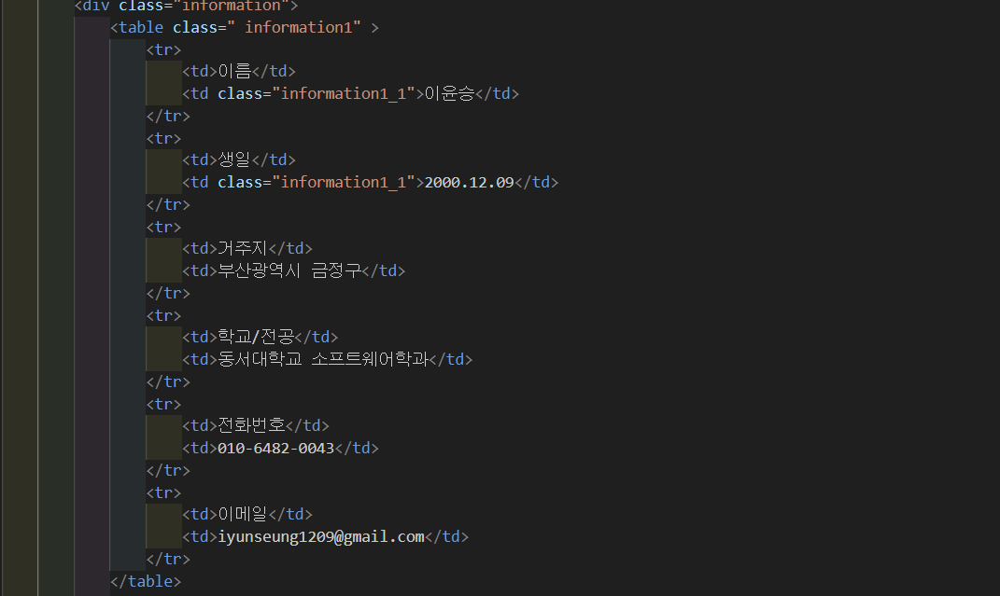 <div class="information">
<table class=" information1" >
<tr>
<td>이름</td>
<td class="information1_1">이윤승</td>
</tr>
<tr>
<td>생일</td>
<td class="information1_1">2000.12.09</td>
</tr>
<tr>
<td>거주지</td>
<td>부산광역시 금정구</td>
</tr>
<tr>
<td>학교/전공</td>
<td>동서대학교 소프트웨어학과</td>
</tr>
<tr>
<td>전화번호</td>
<td>010-6482-0043</td>
</tr>
<tr>
<td>이메일</td>
<td>iyunseung1209@gmail.com</td>
</tr>
</table>